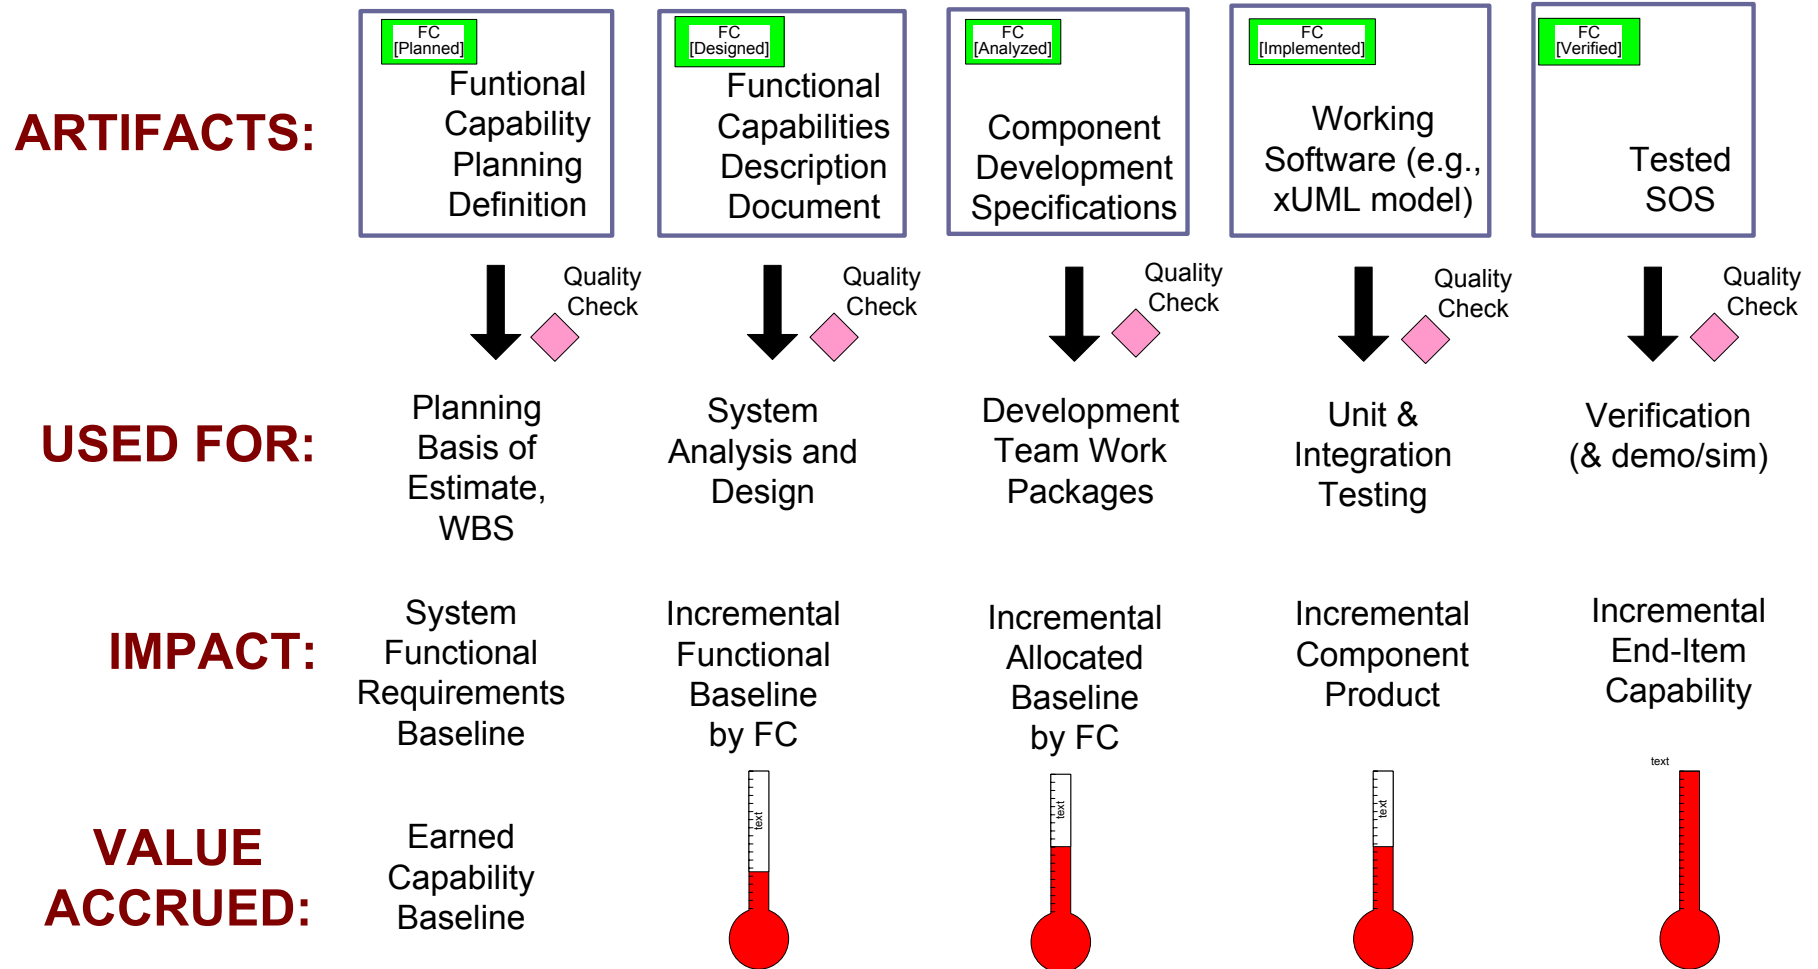 ARTIFACTS:
FC
[Planned]
Funtional
Capability
Planning
Definition
FC
[Designed]
Functional
Capabilities
Description
Document
FC
[Analyzed]
Component
Development
Specifications
FC
[Implemented]
Working
Software (e.g.,
xUML model)
FC
[Verified]
Tested
SOS
Quality
Check
Quality
Check
Quality
Check
Quality
Check
Quality
Check
USED FOR:
Planning
Basis of
Estimate,
WBS
System
Analysis and
Design
Development
Team Work
Packages
Unit &
Integration
Testing
Verification
(& demo/sim)
IMPACT:
System
Functional
Requirements
Baseline
Incremental
Functional
Baseline
by FC
Incremental
Allocated
Baseline
by FC
Incremental
Component
Product
Incremental
End-Item
Capability
VALUE
ACCRUED:
Earned
Capability
Baseline
text
text
text
text